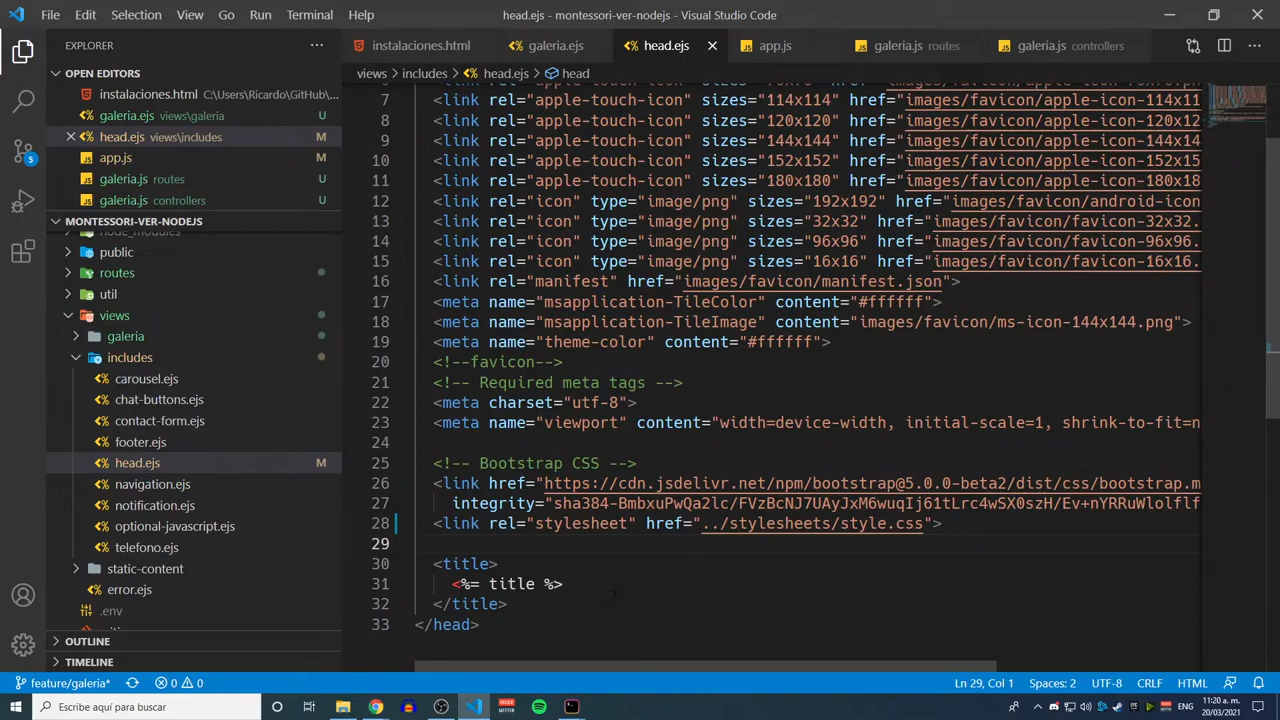 File Edit Selection View Go Run Terminal Help
head.ejs - montessori-ver-nodejs - Visual Studio Code
EXPLORER
OPEN EDITORS
instalaciones.html C:\Users\Ricardo\GitHub\...
galeria.ejs views\galeria U
head.ejs views\includes M
app.js M
galeria.js routes U
galeria.js controllers U
MONTESSORI-VER-NODEJS
node_modules
public
routes
util
views
galeria
includes
carousel.ejs
chat-buttons.ejs
contact-form.ejs
footer.ejs
head.ejs M
navigation.ejs
notification.ejs
optional-javascript.ejs
telefono.ejs
static-content
error.ejs
.env
OUTLINE
TIMELINE
5
instalaciones.html galeria.ejs head.ejs app.js galeria.js routes galeria.js controllers
views > includes > head.ejs > head
7 <link rel="apple-touch-icon" sizes="114x114" href="images/favicon/apple-icon-114x11
8 <link rel="apple-touch-icon" sizes="120x120" href="images/favicon/apple-icon-120x12
9 <link rel="apple-touch-icon" sizes="144x144" href="images/favicon/apple-icon-144x14
10 <link rel="apple-touch-icon" sizes="152x152" href="images/favicon/apple-icon-152x15
11 <link rel="apple-touch-icon" sizes="180x180" href="images/favicon/apple-icon-180x18
12 <link rel="icon" type="image/png" sizes="192x192" href="images/favicon/android-icon
13 <link rel="icon" type="image/png" sizes="32x32" href="images/favicon/favicon-32x32.
14 <link rel="icon" type="image/png" sizes="96x96" href="images/favicon/favicon-96x96.
15 <link rel="icon" type="image/png" sizes="16x16" href="images/favicon/favicon-16x16.
16 <link rel="manifest" href="images/favicon/manifest.json">
17 <meta name="msapplication-TileColor" content="#ffffff">
18 <meta name="msapplication-TileImage" content="images/favicon/ms-icon-144x144.png">
19 <meta name="theme-color" content="#ffffff">
20 <!--favicon-->
21 <!-- Required meta tags -->
22 <meta charset="utf-8">
23 <meta name="viewport" content="width=device-width, initial-scale=1, shrink-to-fit=n
24
25 <!-- Bootstrap CSS -->
26 <link href="https://cdn.jsdelivr.net/npm/bootstrap@5.0.0-beta2/dist/css/bootstrap.m
27 integrity="sha384-BmbxuPwQa2lc/FVzBcNJ7UAyJxM6wuqIj61tLrc4wSX0szH/Ev+nYRRuWlolflf
28 <link rel="stylesheet" href="../stylesheets/style.css">
29
30 <title>
31 <%= title %>
32 </title>
33 </head>
feature/galeria* 0 0 Ln 29, Col 1 Spaces: 2 UTF-8 CRLF HTML
Escribe aquí para buscar
ENG
11:20 a. m.
20/03/2021